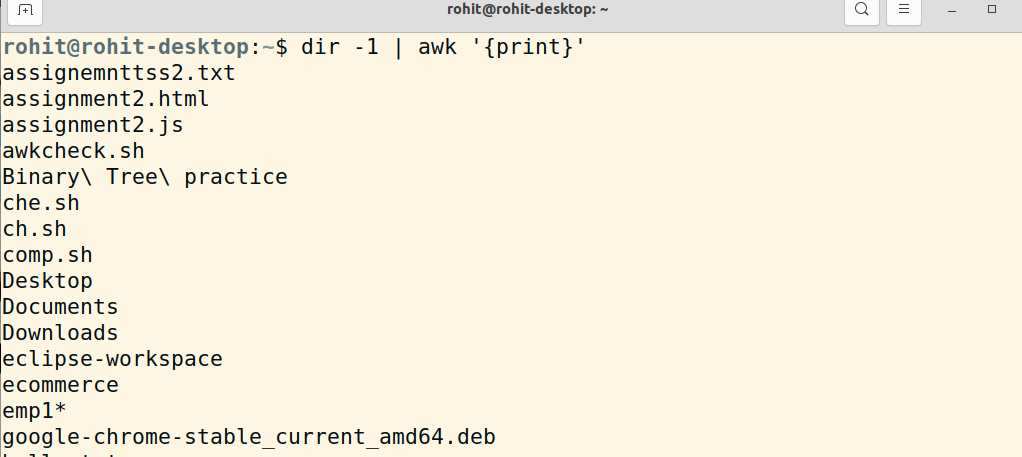 rohit@rohit-desktop: ~
rohit@rohit-desktop:~$ dir -1 | awk '{print}'
assignemnttss2.txt
assignment2.html
assignment2.js
awkcheck.sh
Binary\ Tree\ practice
che.sh
ch.sh
comp.sh
Desktop
Documents
Downloads
eclipse-workspace
ecommerce
emp1*
google-chrome-stable_current_amd64.deb